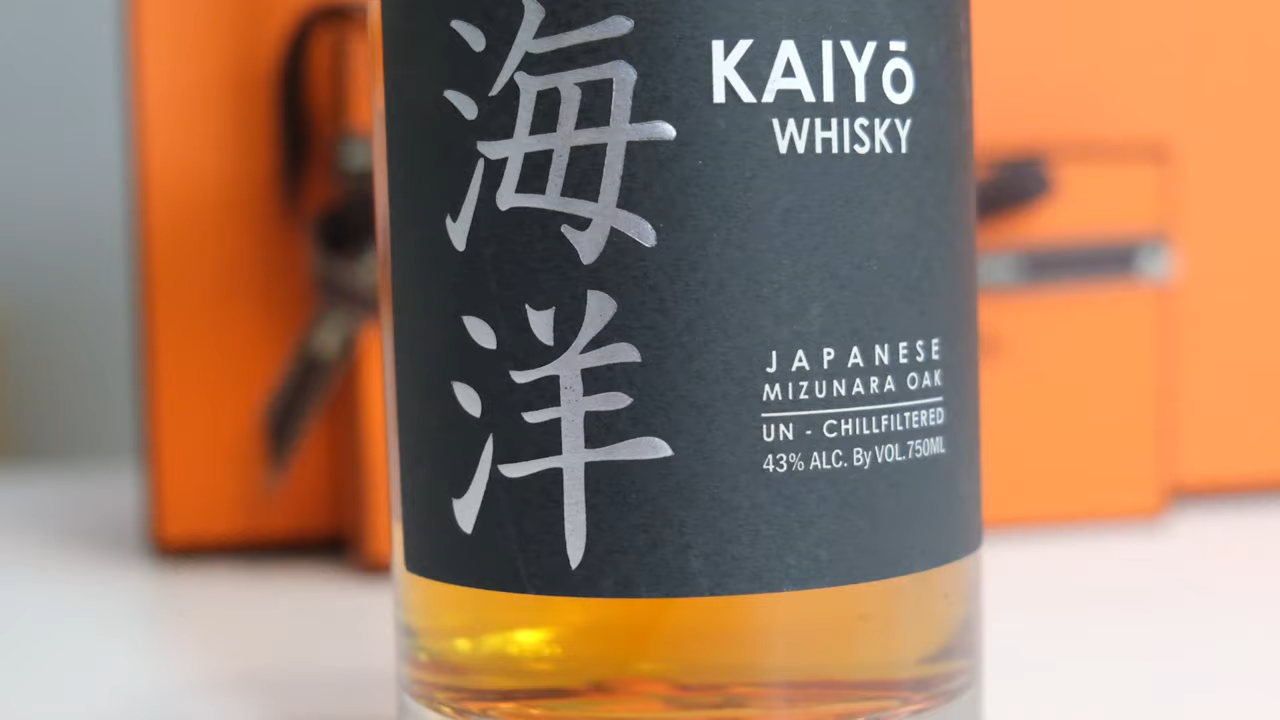 海洋
KAIYō
WHISKY
JAPANESE
MIZUNARA OAK
UN - CHILLFILTERED
43% ALC. By VOL. 750ML